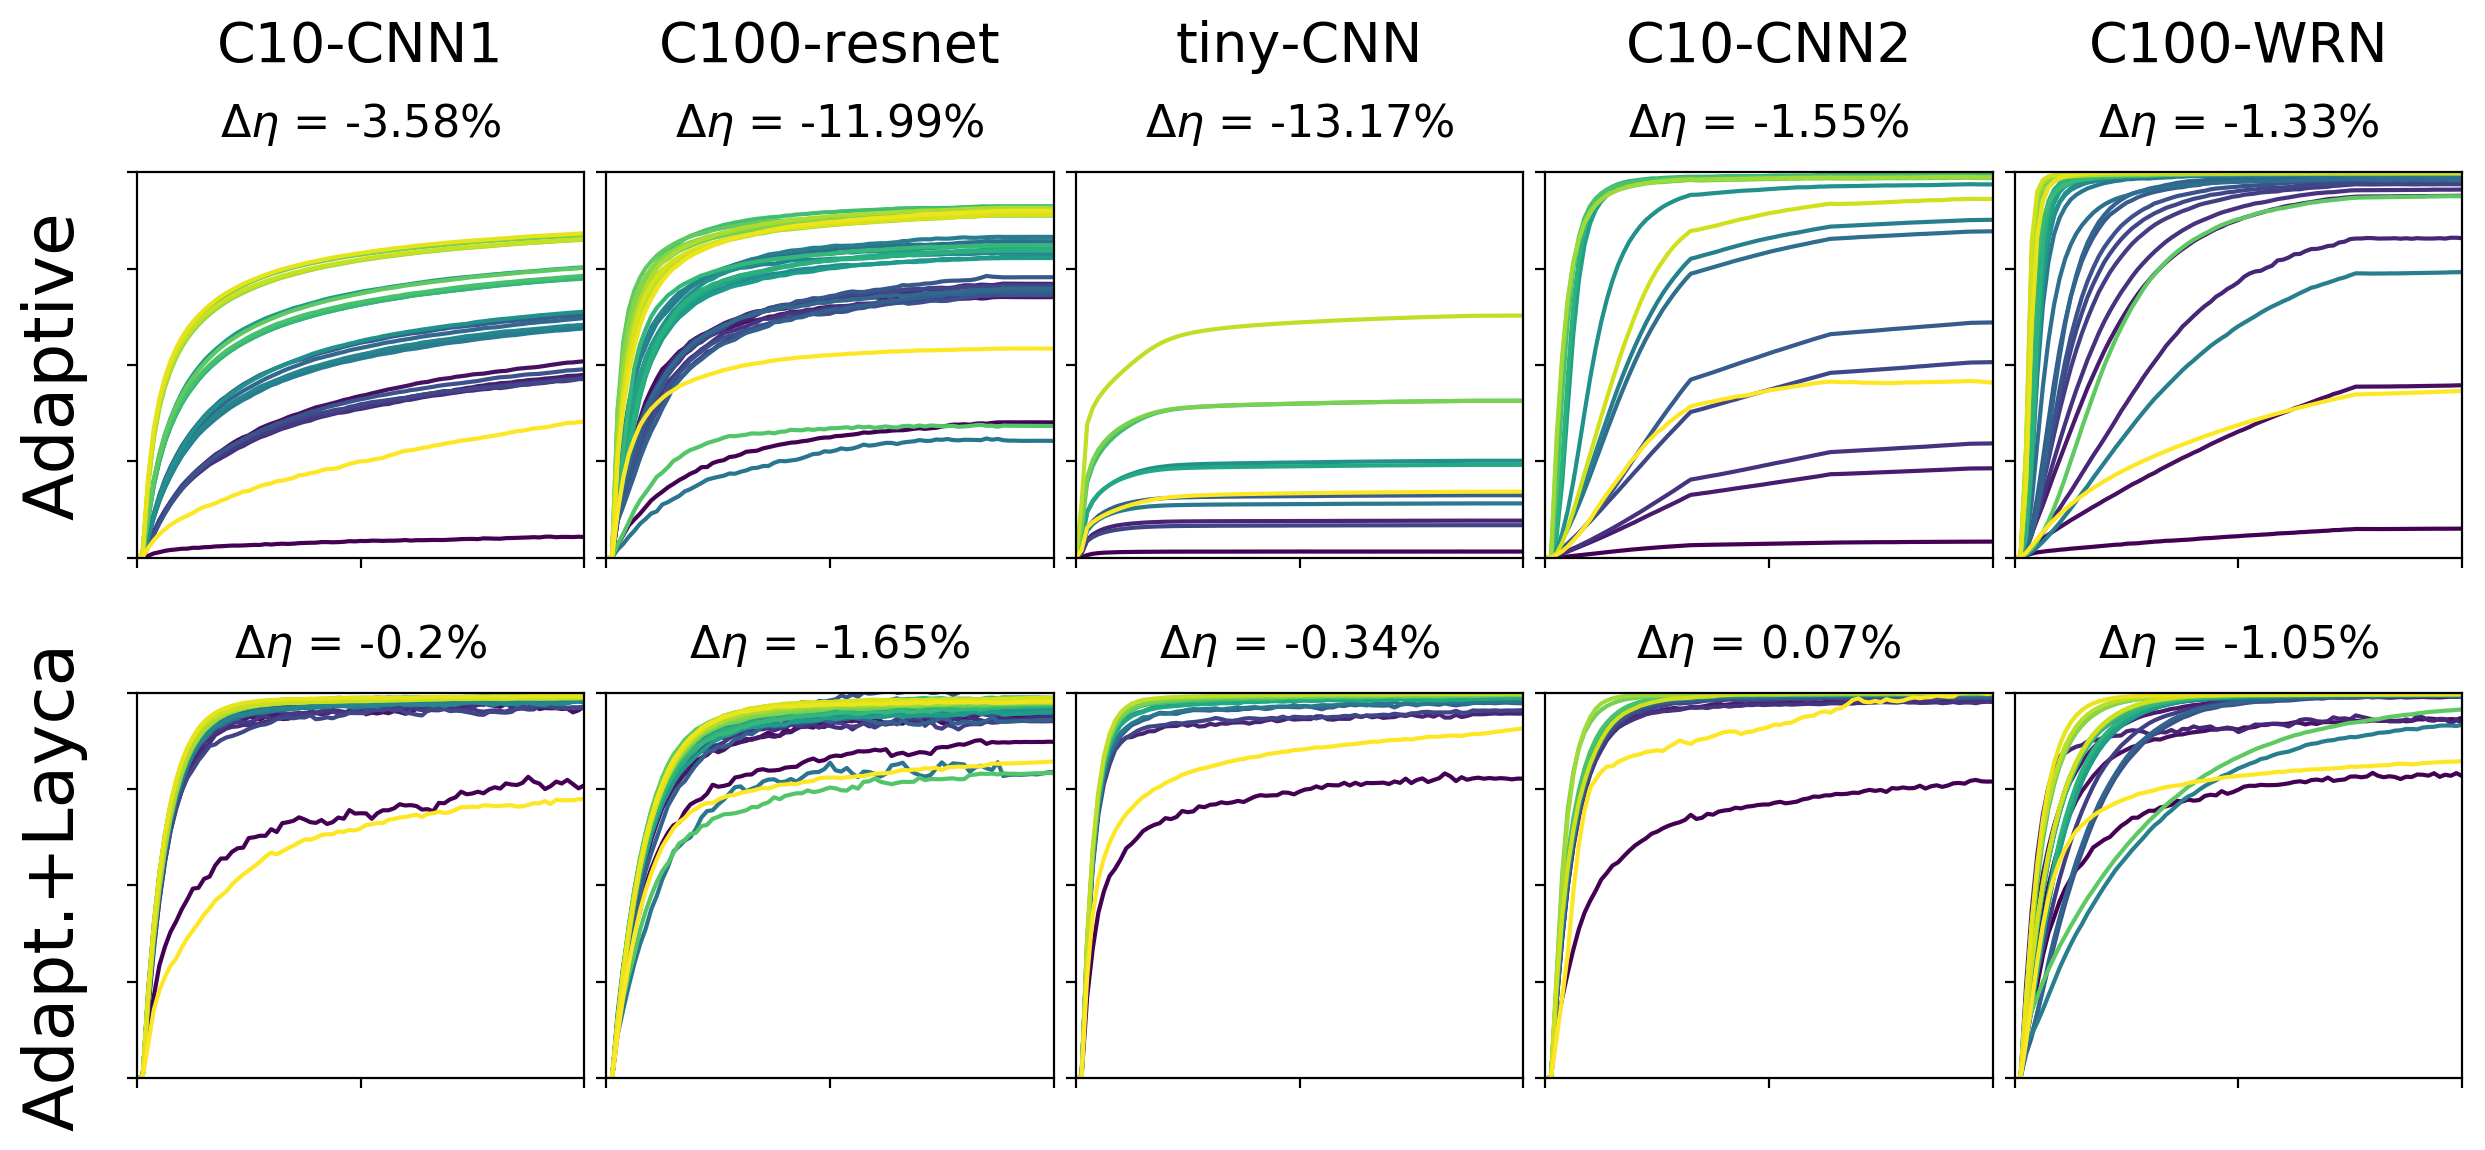 C10-CNN1 C100-resnet tiny-CNN C10-CNN2 C100-WRN
Δη = -3.58% Δη = -11.99% Δη = -13.17% Δη = -1.55% Δη = -1.33%
Adaptive
Δη = -0.2% Δη = -1.65% Δη = -0.34% Δη = 0.07% Δη = -1.05%
Adapt.+Layca